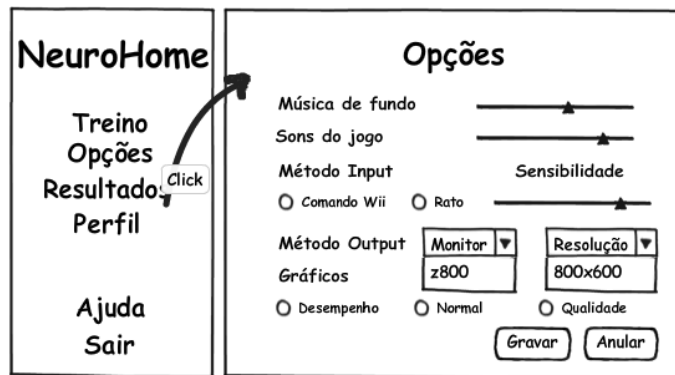 NeuroHome
Treino
Opções
Resultados
Click
Perfil
Ajuda
Sair
Opções
Música de fundo
Sons do jogo
Método Input Sensibilidade
Comando Wii Rato
Método Output Monitor Resolução
Gráficos z800 800x600
Desempenho Normal Qualidade
Gravar Anular